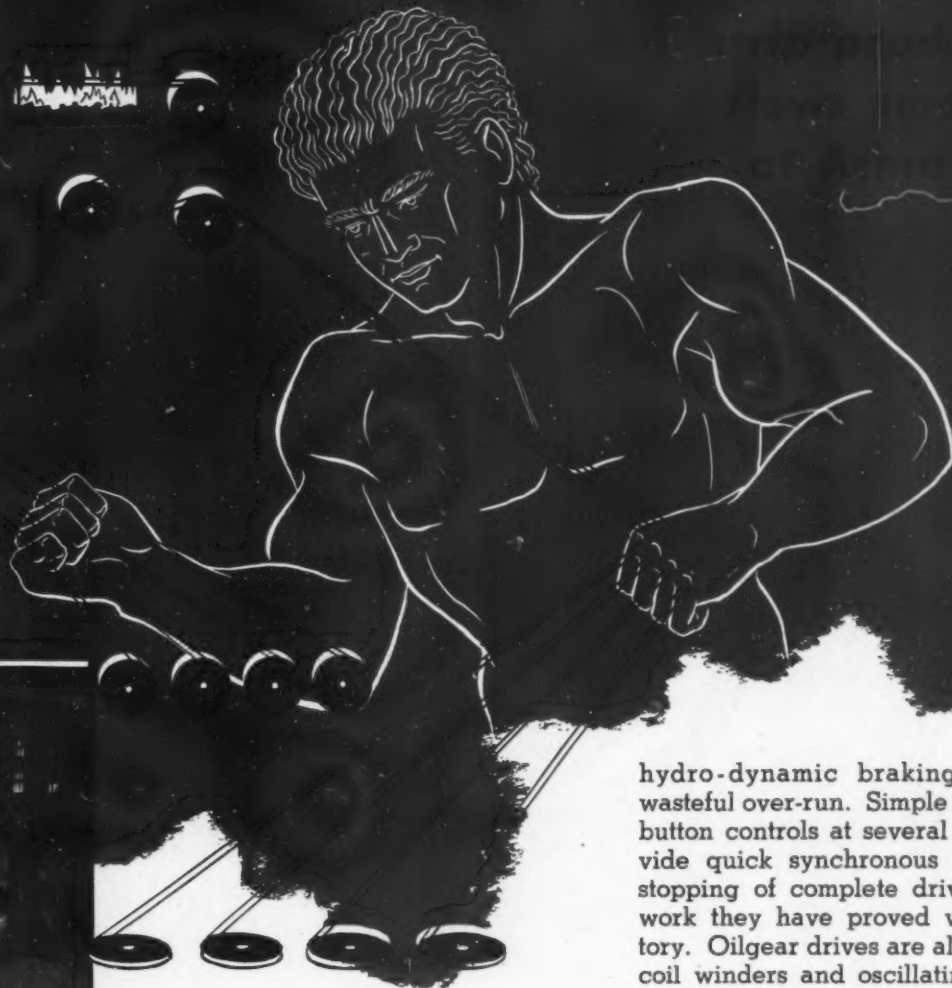 hydro-dynamic braking
wasteful over-run. Simple
button controls at several
vide quick synchronous
stopping of complete driv
work they have proved v
tory. Oilgear drives are al
coil winders and oscillatin